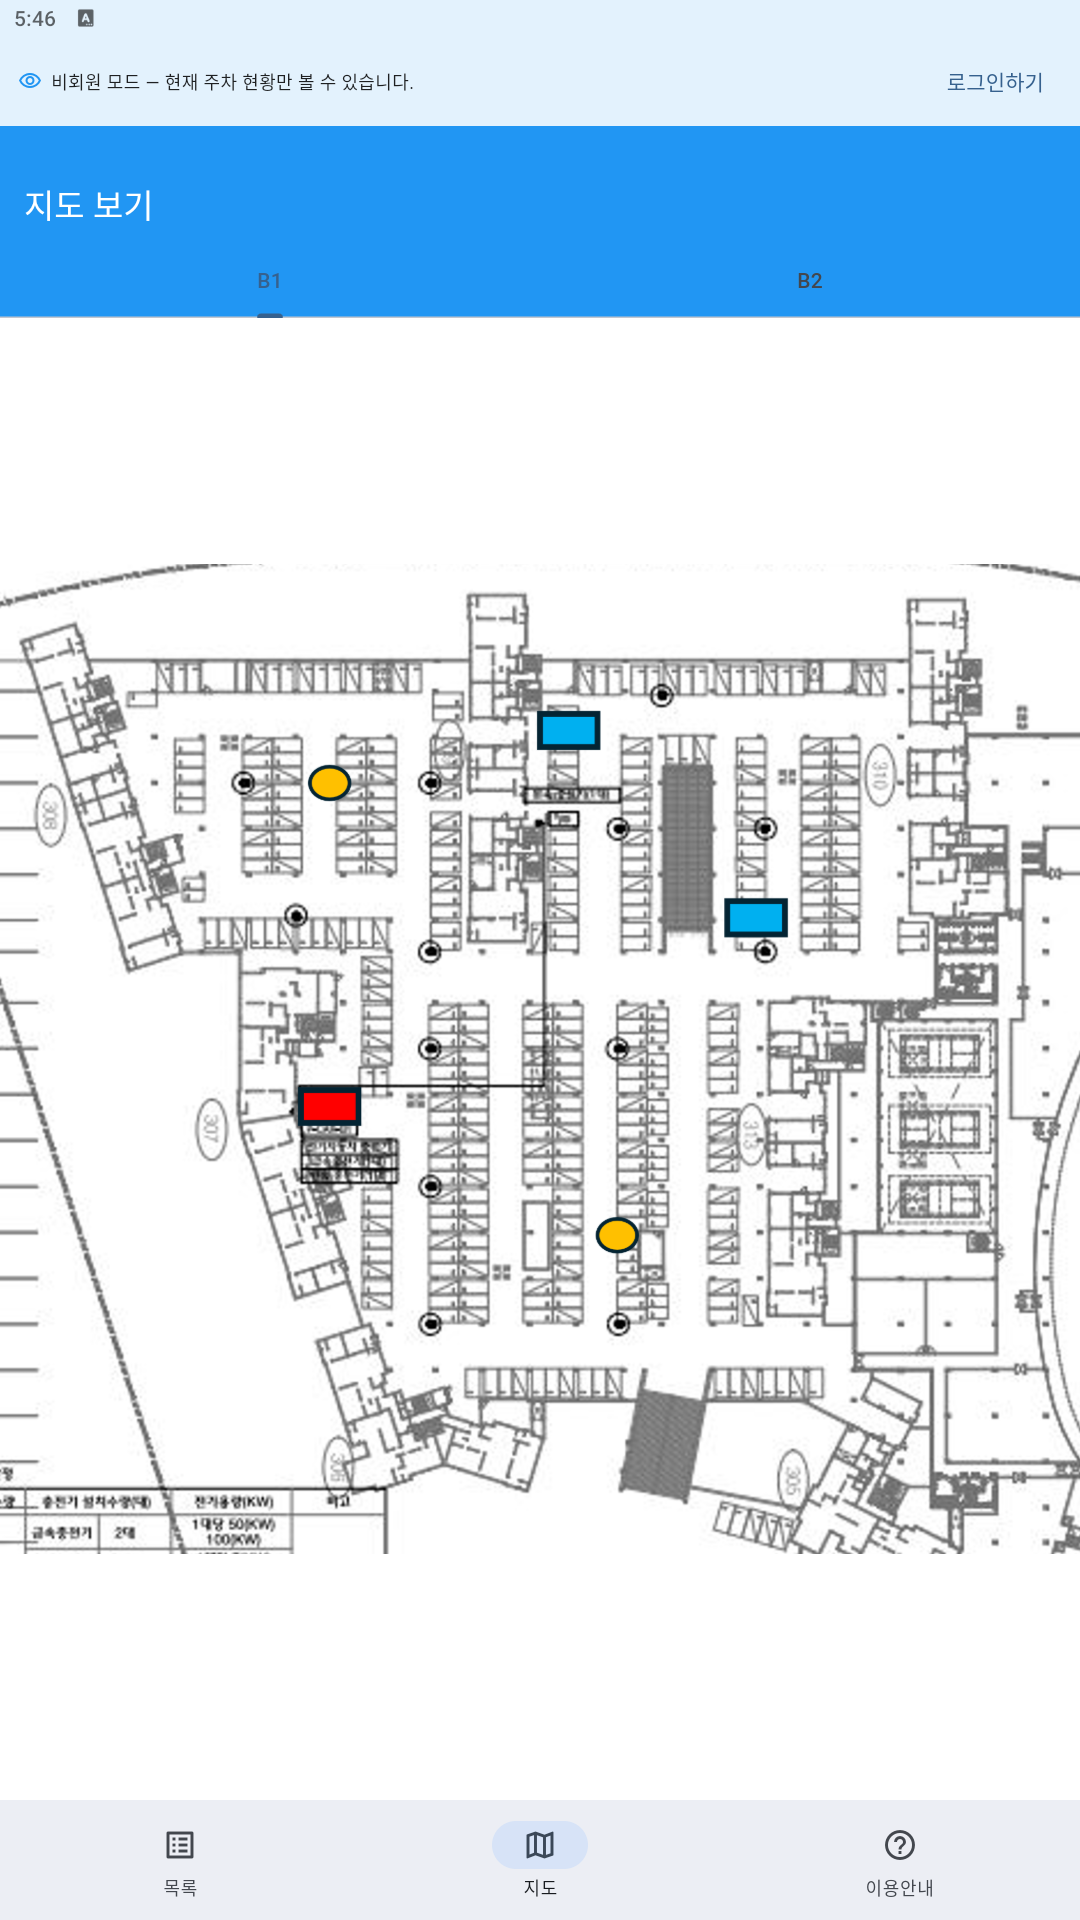 5:46 A
비회원 모드 – 현재 주차 현황만 볼 수 있습니다. 로그인하기
지도 보기
B1 B2
310
308
307
313
306
305
충전기 설치수량(대) 전기용량(KW) 비고
급속충전기 2대 1대당 50(KW)
100(KW)
목록 지도 이용안내